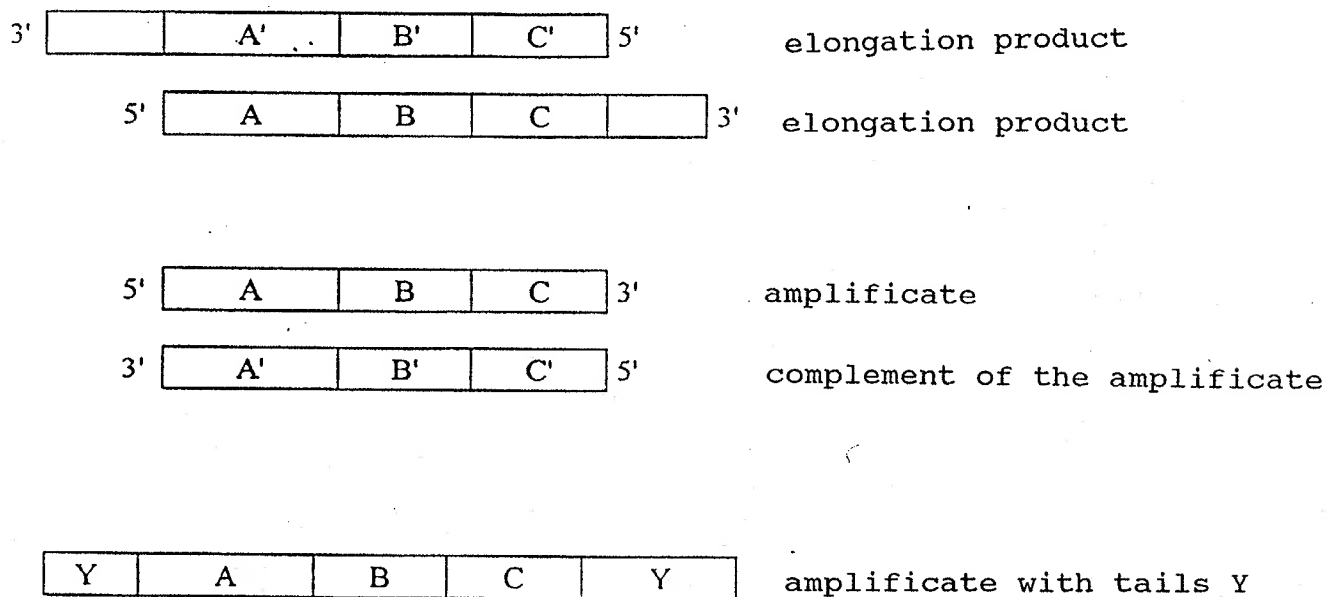 3' A' B' C' 5' elongation product
5' A B C 3' elongation product
5' A B C 3' amplificate
3' A' B' C' 5' complement of the amplificate
Y A B C Y amplificate with tails Y